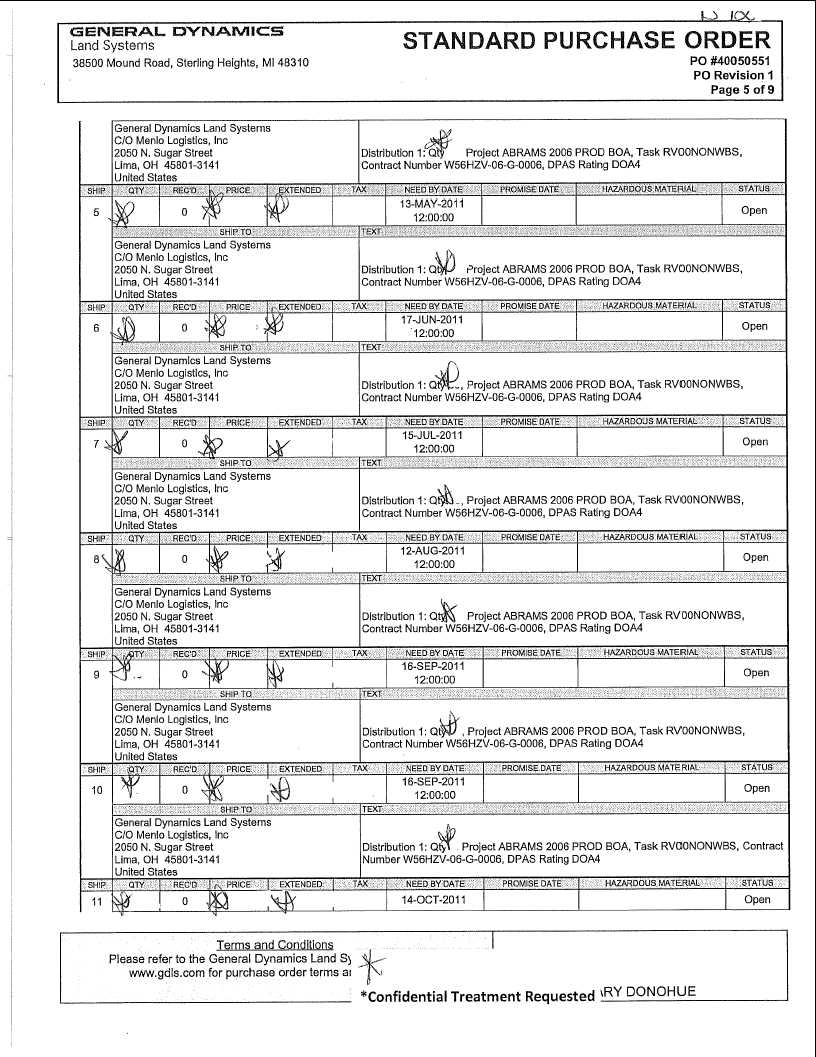 N 10x
GENERAL DYNAMICS
Land Systems
38500 Mound Road, Sterling Heights, MI 48310
STANDARD PURCHASE ORDER
PO #40050551
PO Revision 1
Page 5 of 9
General Dynamics Land Systems
C/O Menlo Logistics, Inc
2050 N. Sugar Street
Lima, OH 45801-3141
United States
Distribution 1: Qty Project ABRAMS 2006 PROD BOA, Task RV00NONWBS,
Contract Number W56HZV-06-G-0006, DPAS Rating DOA4
SHIP QTY REC'D PRICE EXTENDED TAX NEED BY DATE PROMISE DATE HAZARDOUS MATERIAL STATUS
5 0 13-MAY-2011 Open
12:00:00
SHIP TO TEXT
General Dynamics Land Systems
C/O Menlo Logistics, Inc
2050 N. Sugar Street
Lima, OH 45801-3141
United States
Distribution 1: Qty Project ABRAMS 2006 PROD BOA, Task RV00NONWBS,
Contract Number W56HZV-06-G-0006, DPAS Rating DOA4
SHIP QTY REC'D PRICE EXTENDED TAX NEED BY DATE PROMISE DATE HAZARDOUS MATERIAL STATUS
6 0 17-JUN-2011 Open
12:00:00
SHIP TO TEXT
General Dynamics Land Systems
C/O Menlo Logistics, Inc
2050 N. Sugar Street
Lima, OH 45801-3141
United States
Distribution 1: Qty , Project ABRAMS 2006 PROD BOA, Task RV00NONWBS,
Contract Number W56HZV-06-G-0006, DPAS Rating DOA4
SHIP QTY REC'D PRICE EXTENDED TAX NEED BY DATE PROMISE DATE HAZARDOUS MATERIAL STATUS
7 0 15-JUL-2011 Open
12:00:00
SHIP TO TEXT
General Dynamics Land Systems
C/O Menlo Logistics, Inc
2050 N. Sugar Street
Lima, OH 45801-3141
United States
Distribution 1: Qty , Project ABRAMS 2006 PROD BOA, Task RV00NONWBS,
Contract Number W56HZV-06-G-0006, DPAS Rating DOA4
SHIP QTY REC'D PRICE EXTENDED TAX NEED BY DATE PROMISE DATE HAZARDOUS MATERIAL STATUS
8 0 12-AUG-2011 Open
12:00:00
SHIP TO TEXT
General Dynamics Land Systems
C/O Menlo Logistics, Inc
2050 N. Sugar Street
Lima, OH 45801-3141
United States
Distribution 1: Qty Project ABRAMS 2006 PROD BOA, Task RV00NONWBS,
Contract Number W56HZV-06-G-0006, DPAS Rating DOA4
SHIP QTY REC'D PRICE EXTENDED TAX NEED BY DATE PROMISE DATE HAZARDOUS MATERIAL STATUS
9 0 16-SEP-2011 Open
12:00:00
SHIP TO TEXT
General Dynamics Land Systems
C/O Menlo Logistics, Inc
2050 N. Sugar Street
Lima, OH 45801-3141
United States
Distribution 1: Qty , Project ABRAMS 2006 PROD BOA, Task RV00NONWBS,
Contract Number W56HZV-06-G-0006, DPAS Rating DOA4
SHIP QTY REC'D PRICE EXTENDED TAX NEED BY DATE PROMISE DATE HAZARDOUS MATERIAL STATUS
10 0 16-SEP-2011 Open
12:00:00
SHIP TO TEXT
General Dynamics Land Systems
C/O Menlo Logistics, Inc
2050 N. Sugar Street
Lima, OH 45801-3141
United States
Distribution 1: Qty . Project ABRAMS 2006 PROD BOA, Task RV00NONWBS, Contract
Number W56HZV-06-G-0006, DPAS Rating DOA4
SHIP QTY REC'D PRICE EXTENDED TAX NEED BY DATE PROMISE DATE HAZARDOUS MATERIAL STATUS
11 0 14-OCT-2011 Open
Terms and Conditions
Please refer to the General Dynamics Land Sy
www.gdls.com for purchase order terms a
*Confidential Treatment Requested RY DONOHUE